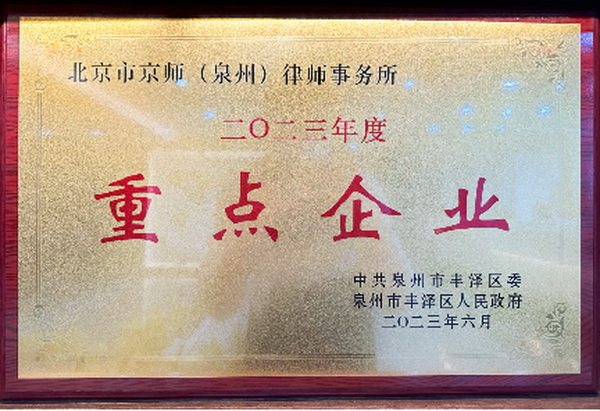 北京市京师（泉州）律师事务所
二〇二三年度
重点企业
中共泉州市丰泽区委
泉州市丰泽区人民政府
二〇二三年六月